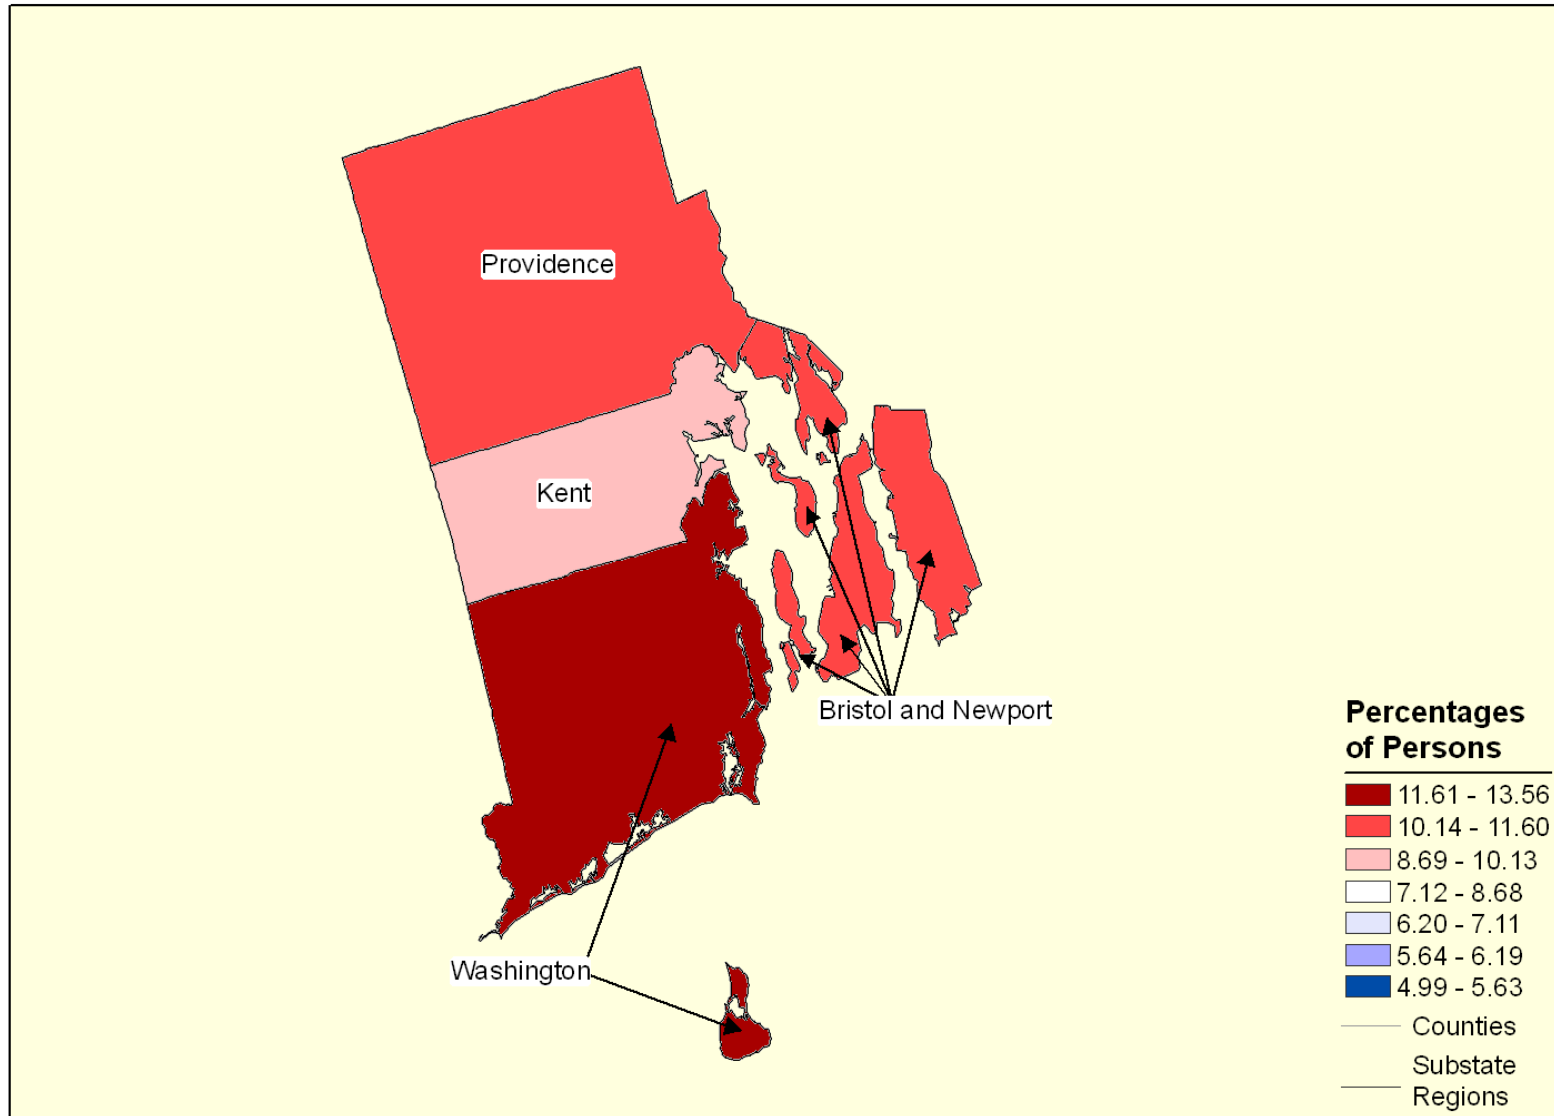 Providence
Kent
Bristol and Newport
Washington
Percentages
of Persons
11.61 - 13.56
10.14 - 11.60
8.69 - 10.13
7.12 - 8.68
6.20 - 7.11
5.64 - 6.19
4.99 - 5.63
Counties
Substate
Regions